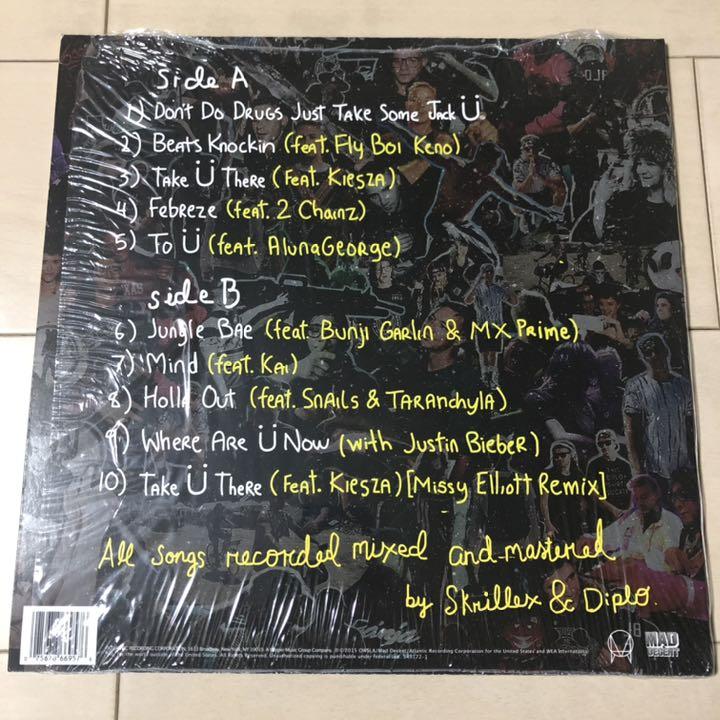 Side A
1) Don't Do Drugs Just Take Some Jack Ü
2) Beats Knockin (feat. Fly Boi Keno)
3) Take Ü There (feat. Kiesza)
4) Febreze (feat. 2 Chainz)
5) To Ü (feat. AlunaGeorge)
side B
6) Jungle Bae (feat. Bunji Garlin & MX Prime)
7) Mind (feat. Kai)
8) Holla Out (feat. Snails & Taranchyla)
9) Where Are Ü Now (with Justin Bieber)
10) Take Ü There (Feat. Kiesza) [Missy Elliott Remix]
All songs recorded mixed and mastered
by Skrillex & Diplo.
MAD
DECENT